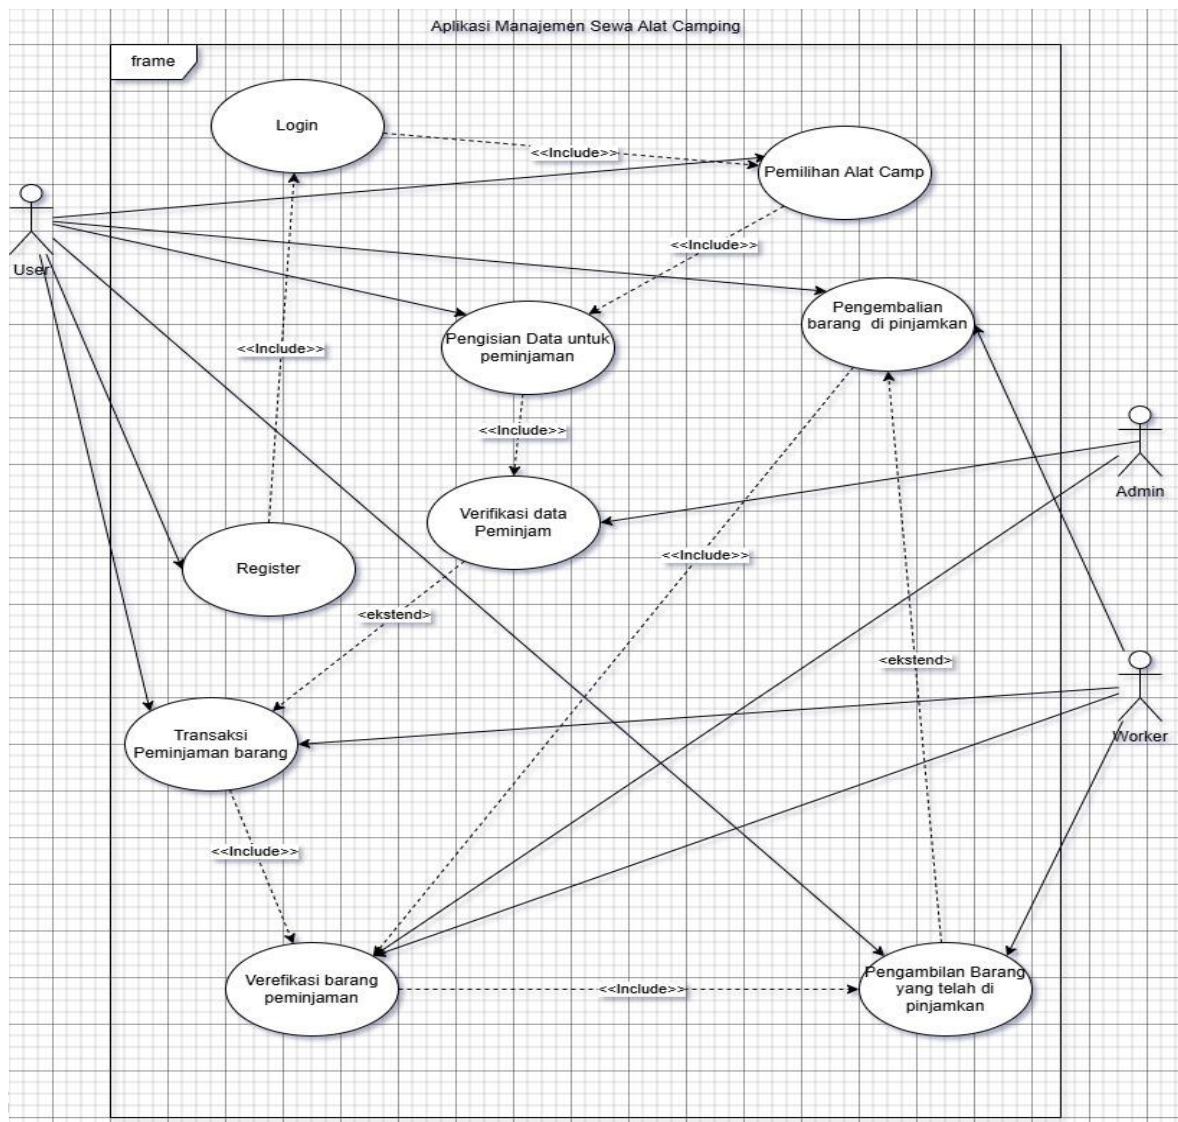 Aplikasi Manajemen Sewa Alat Camping
frame
Login
<<Include>>
Pemilihan Alat Camp
User
<<Include>>
Pengembalian
barang di pinjamkan
Pengisian Data untuk
peminjaman
<<Include>>
<<Include>>
Admin
Verifikasi data
Peminjam
<<Include>>
Register
<ekstend>
<ekstend>
Transaksi
Peminjaman barang
Worker
<<Include>>
Verefikasi barang
peminjaman
<<Include>>
Pengambilan Barang
yang telah di
pinjamkan